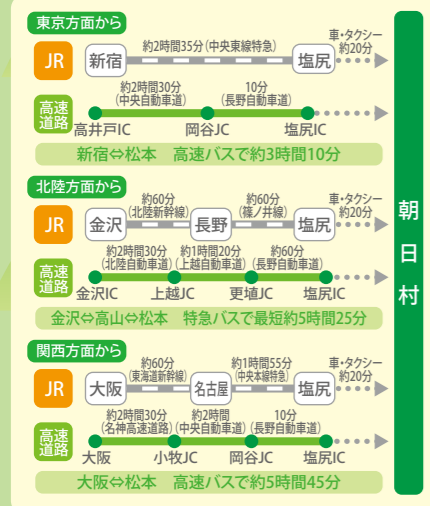 東京方面から
約2時間35分(中央東線特急)
車・タクシー
約20分
JR 新宿 塩尻
約2時間30分 10分
(中央自動車道) (長野自動車道)
高速
道路
高井戸IC 岡谷JC 塩尻IC
新宿⇔松本 高速バスで約3時間10分
北陸方面から
約60分 約60分 車・タクシー
(北陸新幹線) (篠ノ井線) 約20分
JR 金沢 長野 塩尻
約2時間30分 約1時間20分 約60分
(北陸自動車道) (上越自動車道) (長野自動車道)
高速
道路
金沢IC 上越JC 更埴JC 塩尻IC
金沢⇔高山⇔松本 特急バスで最短約5時間25分
関西方面から
約60分 約1時間55分 車・タクシー
(東海道新幹線) (中央本線特急) 約20分
JR 大阪 名古屋 塩尻
約2時間30分 約2時間 10分
(名神高速道路) (中央自動車道) (長野自動車道)
高速
道路
大阪 小牧JC 岡谷JC 塩尻IC
大阪⇔松本 高速バスで約5時間45分
朝日村